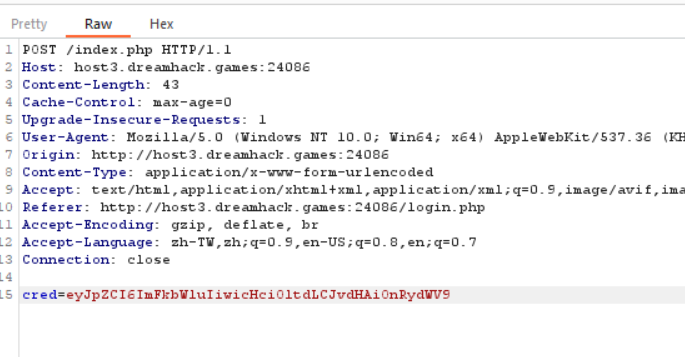 Pretty Raw Hex
1 POST /index.php HTTP/1.1
2 Host: host3.dreamhack.games:24086
3 Content-Length: 43
4 Cache-Control: max-age=0
5 Upgrade-Insecure-Requests: 1
6 User-Agent: Mozilla/5.0 (Windows NT 10.0; Win64; x64) AppleWebKit/537.36 (KH
7 Origin: http://host3.dreamhack.games:24086
8 Content-Type: application/x-www-form-urlencoded
9 Accept: text/html,application/xhtml+xml,application/xml;q=0.9,image/avif,ima
10 Referer: http://host3.dreamhack.games:24086/login.php
11 Accept-Encoding: gzip, deflate, br
12 Accept-Language: zh-TW,zh;q=0.9,en-US;q=0.8,en;q=0.7
13 Connection: close
14
15 cred=eyJpZCI6ImFkbWluIiwicHciOltdLCJvdHAiOnRydWV9